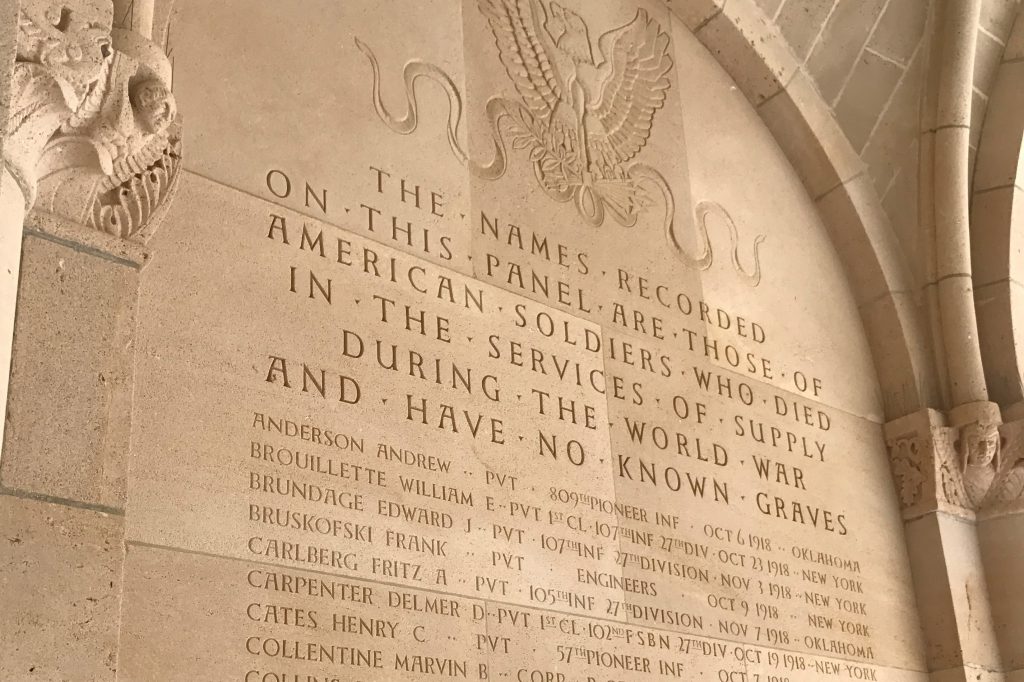 THE · NAMES · RECORDED
ON · THIS · PANEL · ARE · THOSE · OF
AMERICAN · SOLDIERS · WHO · DIED
IN · THE · SERVICES · OF · SUPPLY
DURING · THE · WORLD · WAR
AND · HAVE · NO · KNOWN · GRAVES
ANDERSON ANDREW ·· PVT · 809TH PIONEER INF · OCT 6 1918 ·· OKLAHOMA
BROUILLETTE WILLIAM E · PVT 1ST CL · 107TH INF 27TH DIV · OCT 23 1918 ·· NEW YORK
BRUNDAGE EDWARD J ·· PVT · 107TH INF 27TH DIVISION · NOV 3 1918 ·· NEW YORK
BRUSKOFSKI FRANK ·· PVT · ENGINEERS · OCT 9 1918 ·· NEW YORK
CARLBERG FRITZ A ·· PVT · 105TH INF 27TH DIVISION · NOV 7 1918 ·· OKLAHOMA
CARPENTER DELMER D ·· PVT 1ST CL · 102ND F S BN 27TH DIV · OCT 19 1918 ·· NEW YORK
CATES HENRY C ·· PVT · 57TH PIONEER INF
COLLENTINE MARVIN B ·· CORP